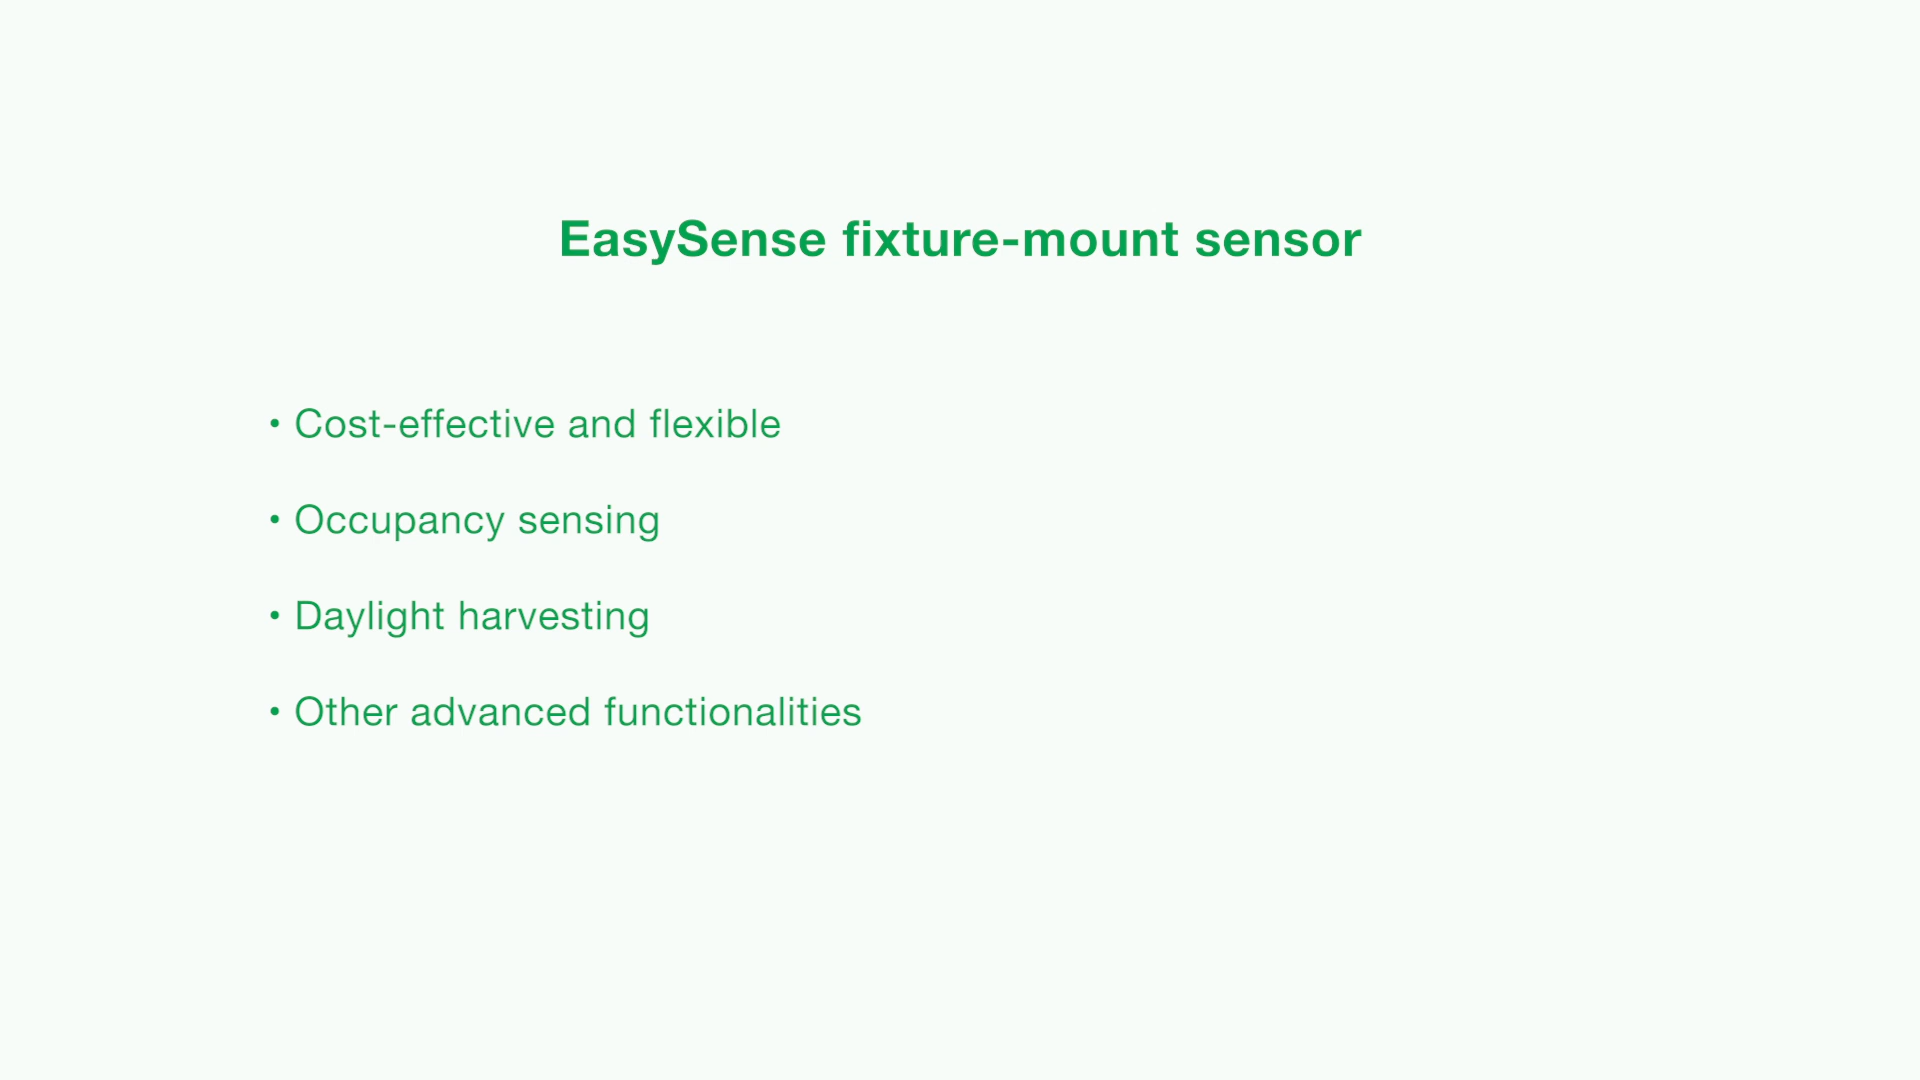 EasySense fixture-mount sensor
• Cost-effective and flexible
• Occupancy sensing
• Daylight harvesting
• Other advanced functionalities